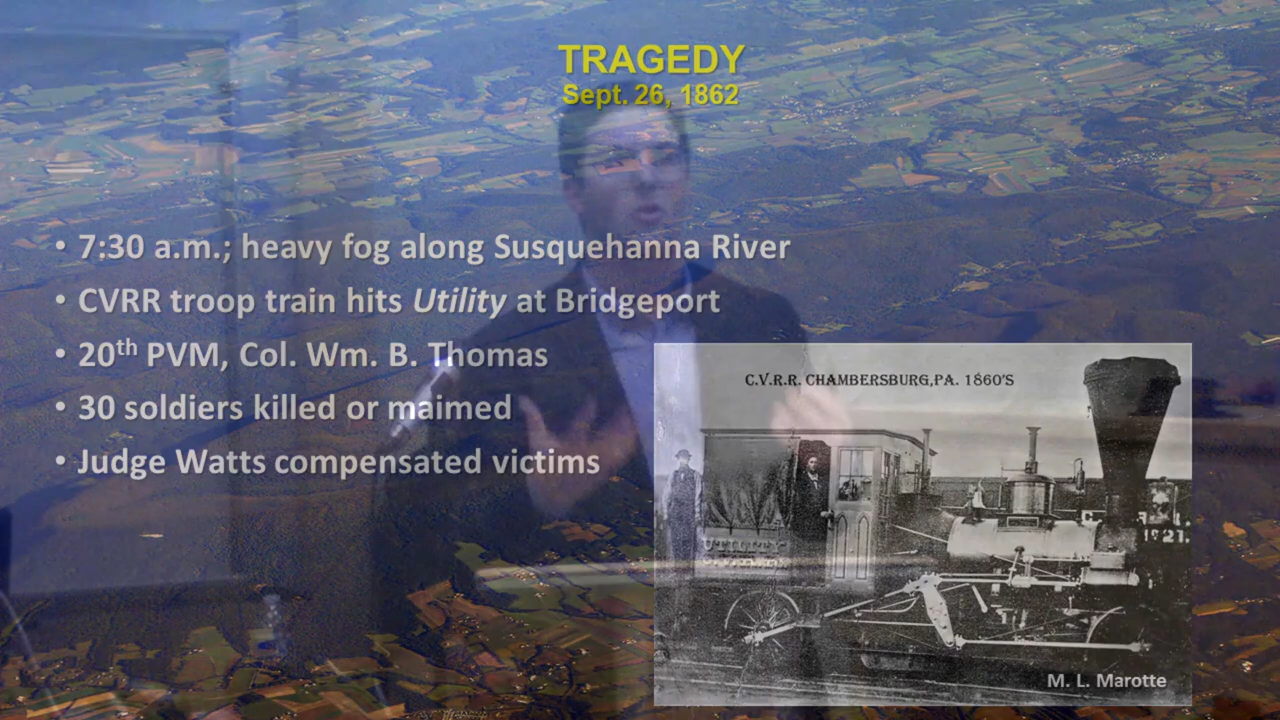 TRAGEDY
Sept. 26, 1862
• 7:30 a.m.; heavy fog along Susquehanna River
• CVRR troop train hits Utility at Bridgeport
• 20th PVM, Col. Wm. B. Thomas
• 30 soldiers killed or maimed
• Judge Watts compensated victims
C.V.R.R. CHAMBERSBURG,PA. 1860'S
UTILITY
M. L. Marotte